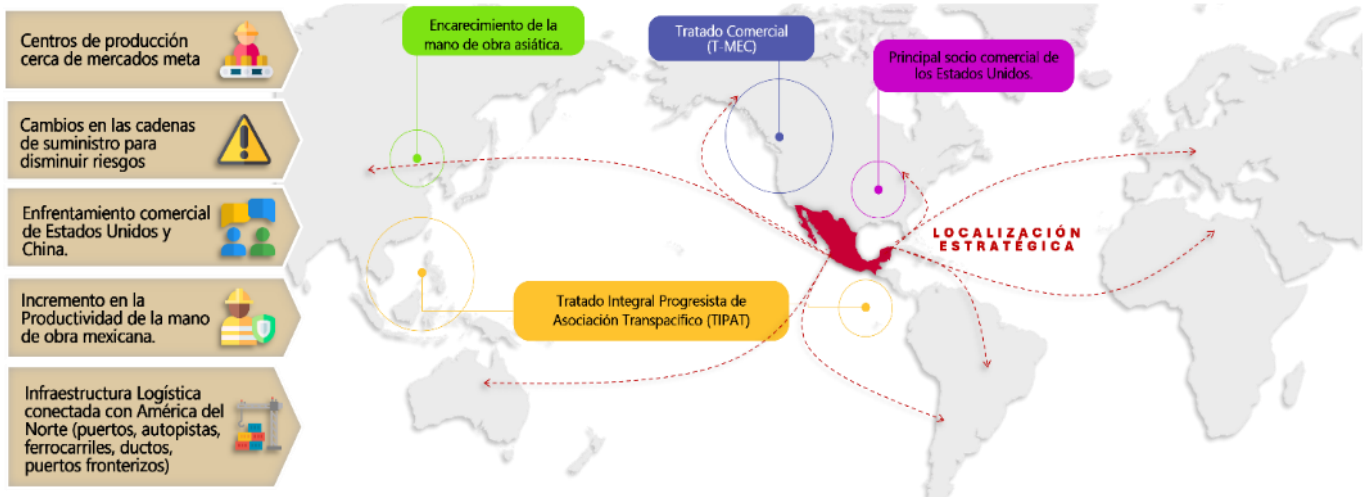 Centros de producción
cerca de mercados meta
Cambios en las cadenas
de suministro para
disminuir riesgos
Enfrentamiento comercial
de Estados Unidos y
China.
Incremento en la
Productividad de la mano
de obra mexicana.
Infraestructura Logística
conectada con América del
Norte (puertos, autopistas,
ferrocarriles, ductos,
puertos fronterizos)
Encarecimiento de la
mano de obra asiática.
Tratado Comercial
(T-MEC)
Principal socio comercial de
los Estados Unidos.
LOCALIZACIÓN
ESTRATÉGICA
Tratado Integral Progresista de
Asociación Transpacífico (TIPAT)